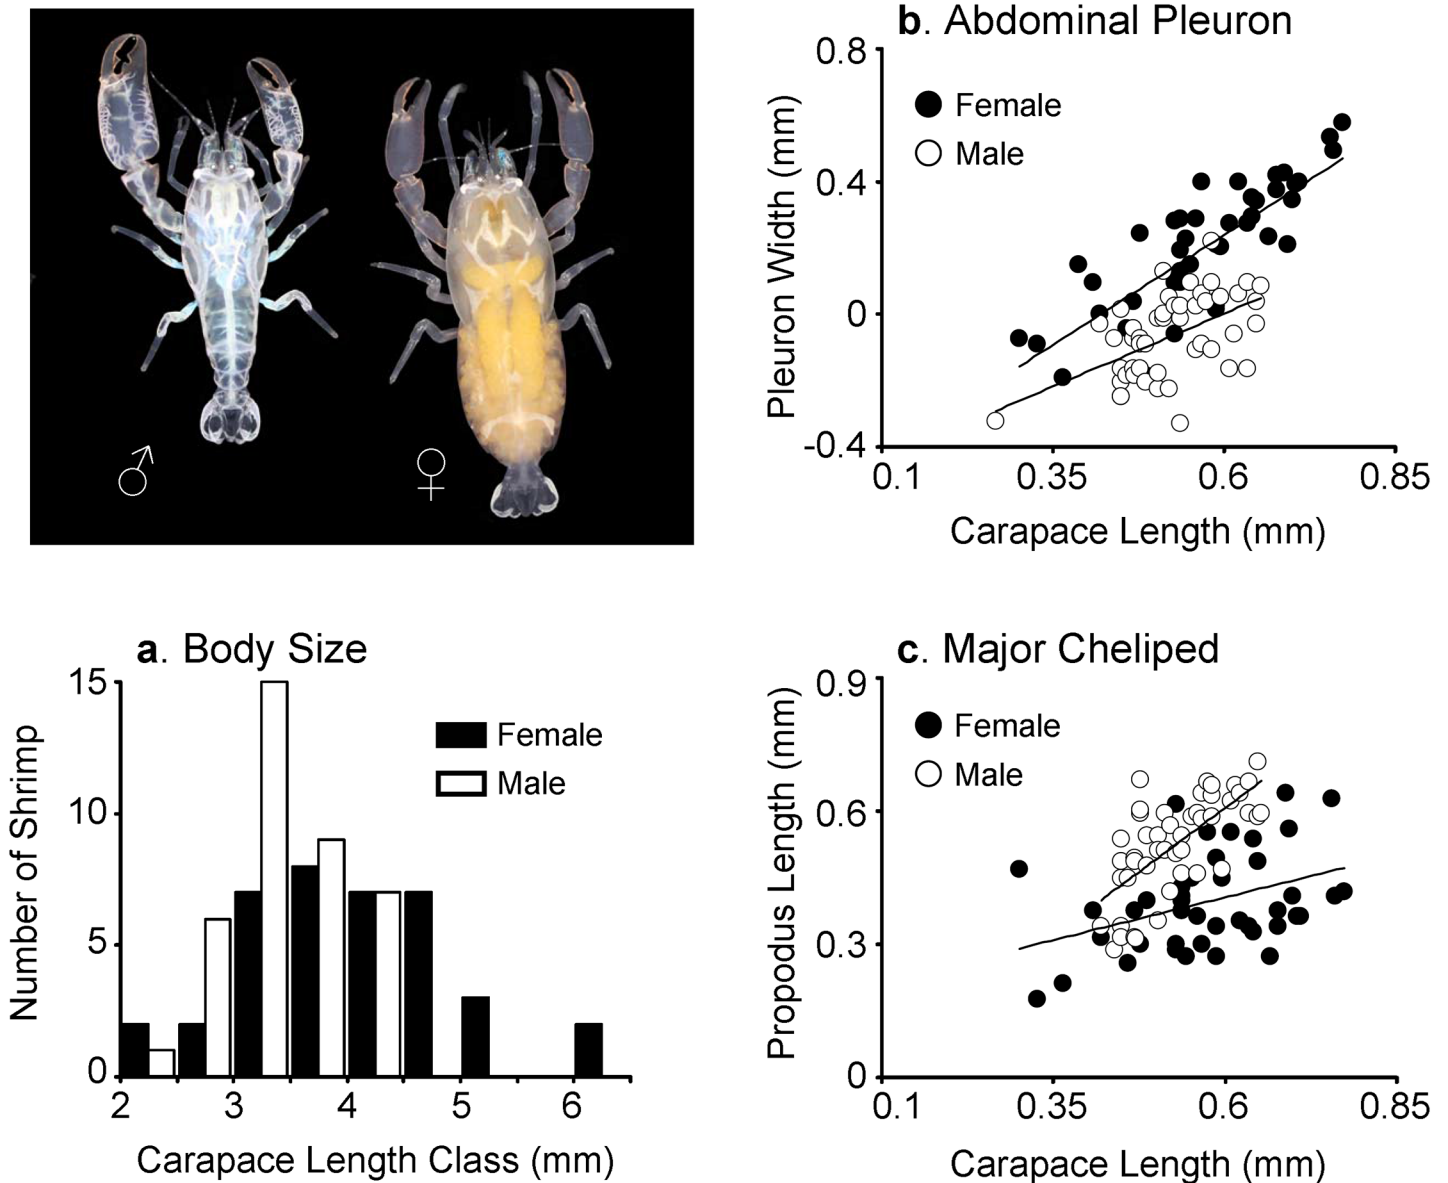 ♂
♀
b. Abdominal Pleuron
Pleuron Width (mm)
0.8
0.4
0
-0.4
Female
Male
0.1 0.35 0.6 0.85
Carapace Length (mm)
a. Body Size
Number of Shrimp
15
10
5
0
Female
Male
2 3 4 5 6
Carapace Length Class (mm)
c. Major Cheliped
Propodus Length (mm)
0.9
0.6
0.3
0
Female
Male
0.1 0.35 0.6 0.85
Carapace Length (mm)